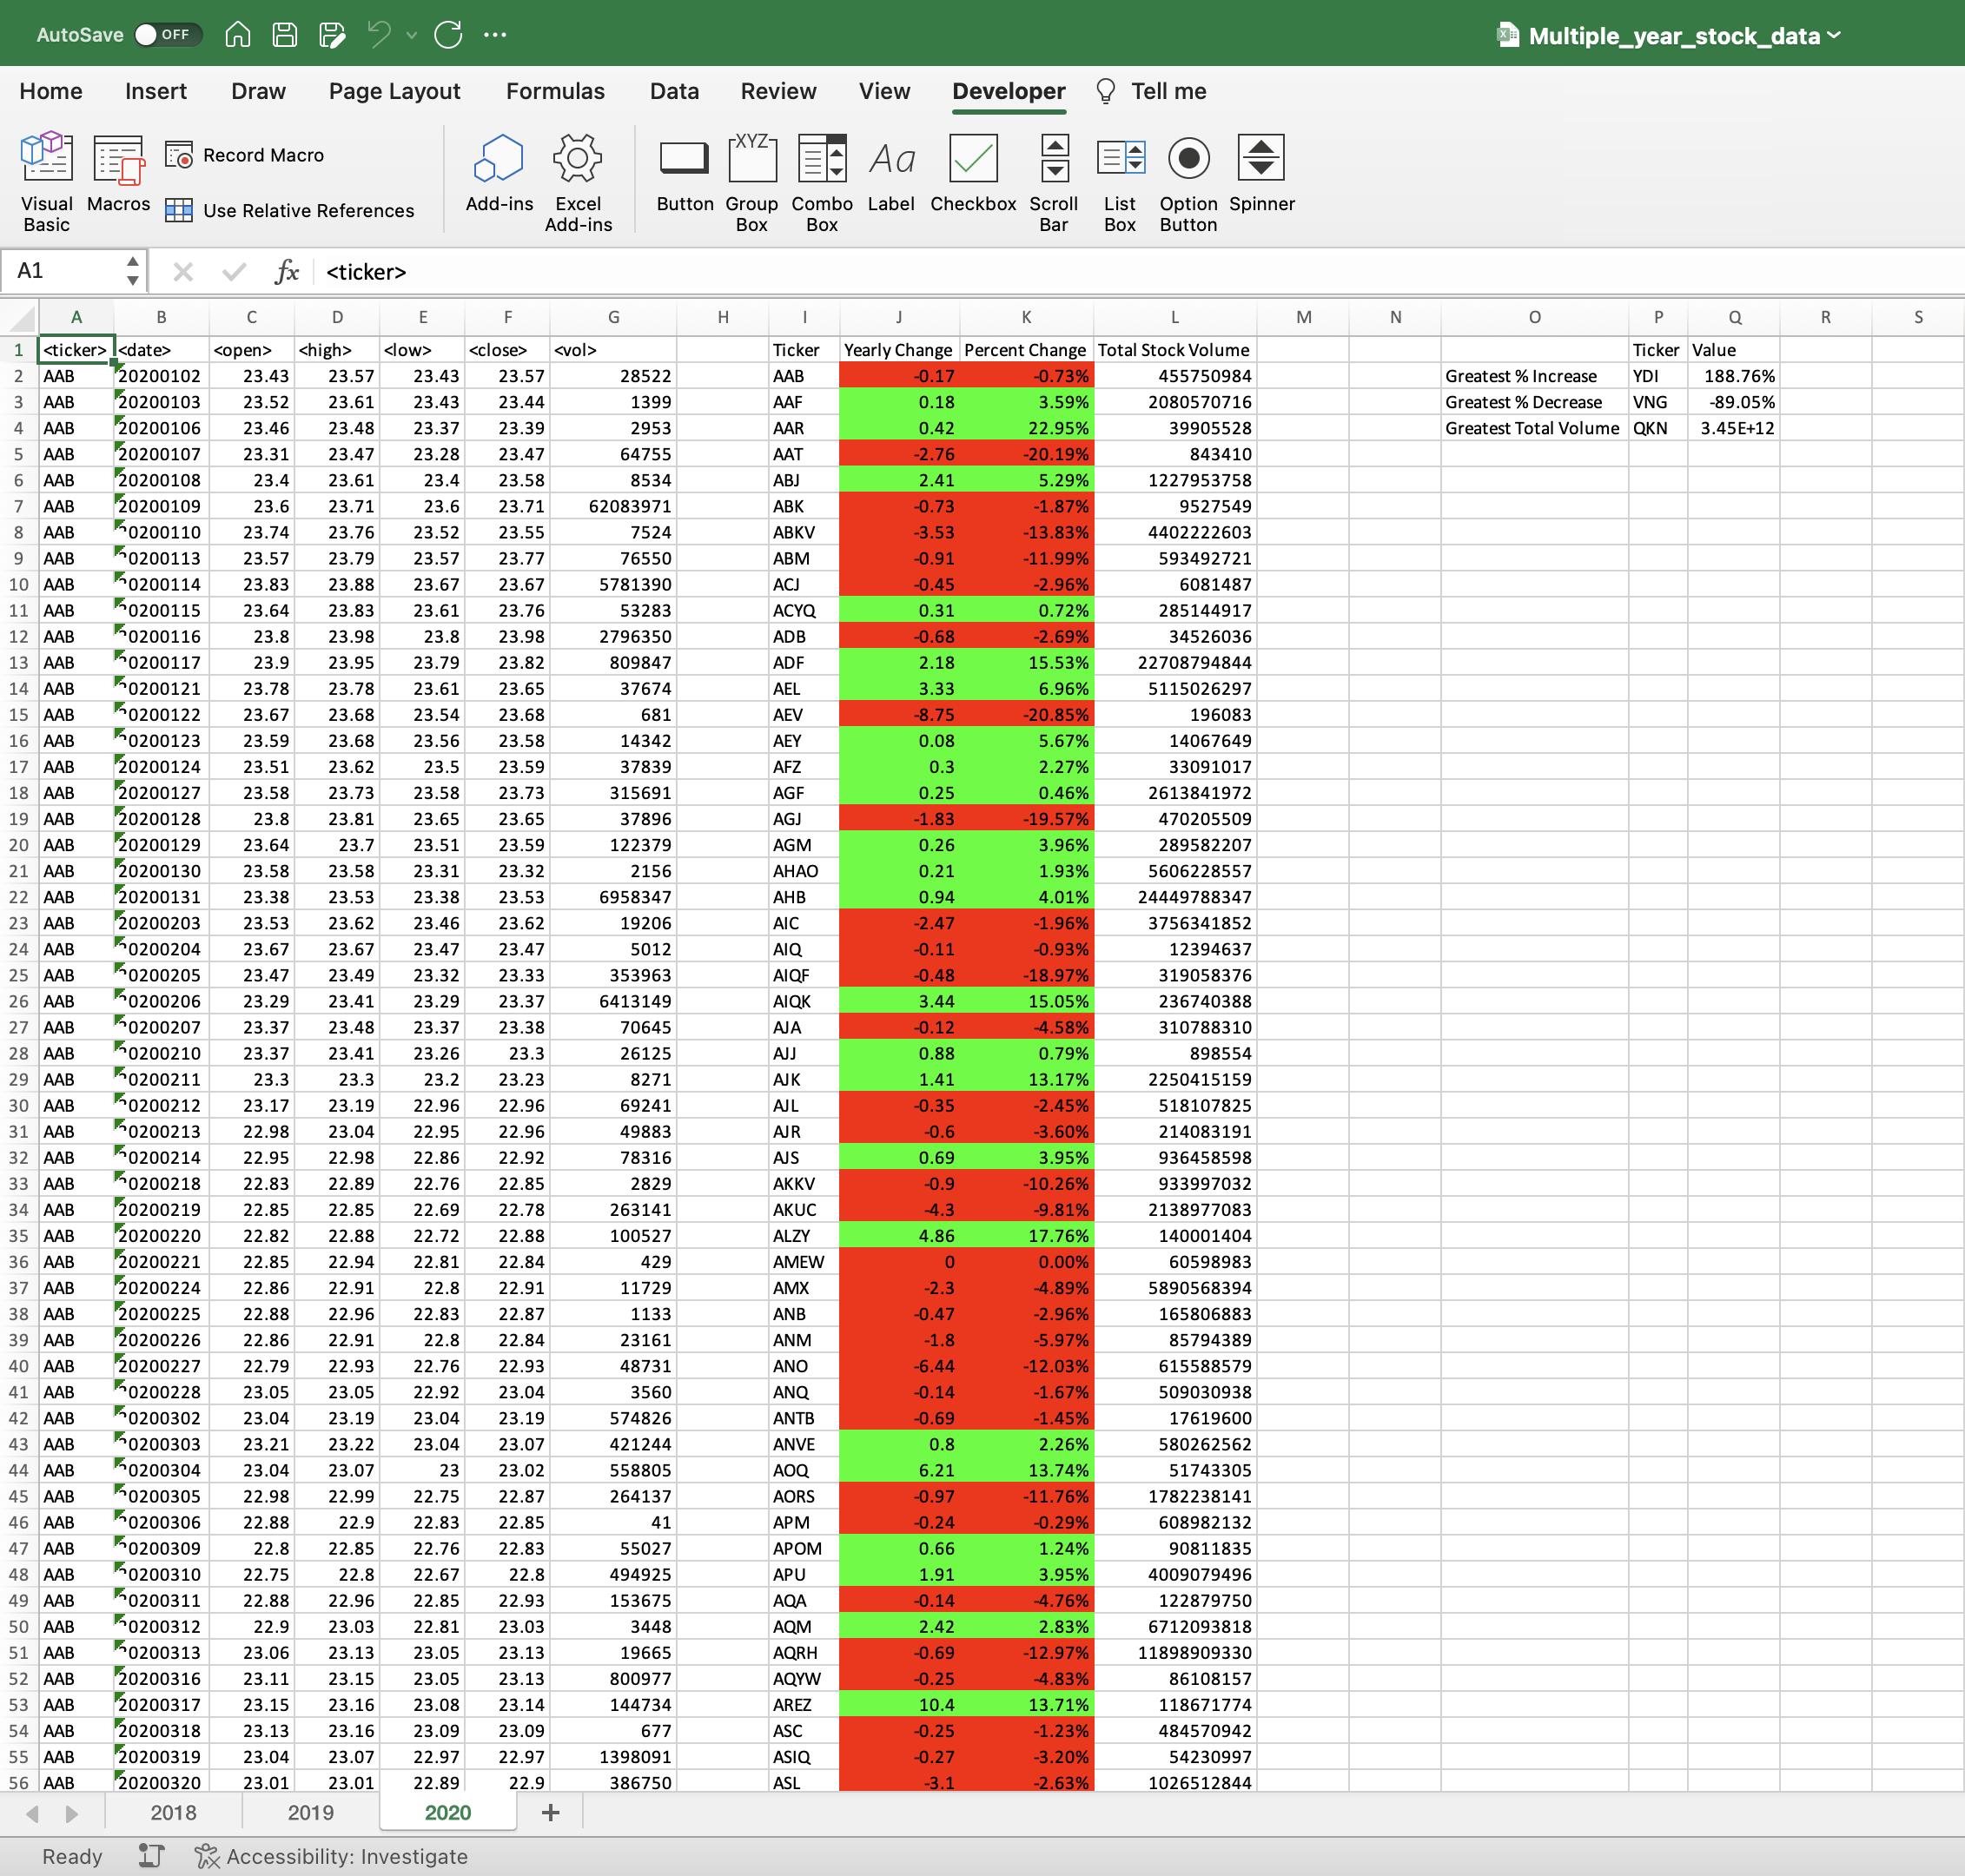 AutoSave OFF Multiple_year_stock_data
Home Insert Draw Page Layout Formulas Data Review View Developer Tell me
Visual Basic Macros Record Macro Use Relative References Add-ins Excel Add-ins Button Group Box Combo Box Label Checkbox Scroll Bar List Box Option Button Spinner
XYZ Aa
A1 fx <ticker>
A B C D E F G H I J K L M N O P Q R S
1 <ticker> <date> <open> <high> <low> <close> <vol> Ticker Yearly Change Percent Change Total Stock Volume Ticker Value
2 AAB 20200102 23.43 23.57 23.43 23.57 28522 AAB -0.17 -0.73% 455750984 Greatest % Increase YDI 188.76%
3 AAB 20200103 23.52 23.61 23.43 23.44 1399 AAF 0.18 3.59% 2080570716 Greatest % Decrease VNG -89.05%
4 AAB 20200106 23.46 23.48 23.37 23.39 2953 AAR 0.42 22.95% 39905528 Greatest Total Volume QKN 3.45E+12
5 AAB 20200107 23.31 23.47 23.28 23.47 64755 AAT -2.76 -20.19% 843410
6 AAB 20200108 23.4 23.61 23.4 23.58 8534 ABJ 2.41 5.29% 1227953758
7 AAB 20200109 23.6 23.71 23.6 23.71 62083971 ABK -0.73 -1.87% 9527549
8 AAB 20200110 23.74 23.76 23.52 23.55 7524 ABKV -3.53 -13.83% 4402222603
9 AAB 20200113 23.57 23.79 23.57 23.77 76550 ABM -0.91 -11.99% 593492721
10 AAB 20200114 23.83 23.88 23.67 23.67 5781390 ACJ -0.45 -2.96% 6081487
11 AAB 20200115 23.64 23.83 23.61 23.76 53283 ACYQ 0.31 0.72% 285144917
12 AAB 20200116 23.8 23.98 23.8 23.98 2796350 ADB -0.68 -2.69% 34526036
13 AAB 20200117 23.9 23.95 23.79 23.82 809847 ADF 2.18 15.53% 22708794844
14 AAB 20200121 23.78 23.78 23.61 23.65 37674 AEL 3.33 6.96% 5115026297
15 AAB 20200122 23.67 23.68 23.54 23.68 681 AEV -8.75 -20.85% 196083
16 AAB 20200123 23.59 23.68 23.56 23.58 14342 AEY 0.08 5.67% 14067649
17 AAB 20200124 23.51 23.62 23.5 23.59 37839 AFZ 0.3 2.27% 33091017
18 AAB 20200127 23.58 23.73 23.58 23.73 315691 AGF 0.25 0.46% 2613841972
19 AAB 20200128 23.8 23.81 23.65 23.65 37896 AGJ -1.83 -19.57% 470205509
20 AAB 20200129 23.64 23.7 23.51 23.59 122379 AGM 0.26 3.96% 289582207
21 AAB 20200130 23.58 23.58 23.31 23.32 2156 AHAO 0.21 1.93% 5606228557
22 AAB 20200131 23.38 23.53 23.38 23.53 6958347 AHB 0.94 4.01% 24449788347
23 AAB 20200203 23.53 23.62 23.46 23.62 19206 AIC -2.47 -1.96% 3756341852
24 AAB 20200204 23.67 23.67 23.47 23.47 5012 AIQ -0.11 -0.93% 12394637
25 AAB 20200205 23.47 23.49 23.32 23.33 353963 AIQF -0.48 -18.97% 319058376
26 AAB 20200206 23.29 23.41 23.29 23.37 6413149 AIQK 3.44 15.05% 236740388
27 AAB 20200207 23.37 23.48 23.37 23.38 70645 AJA -0.12 -4.58% 310788310
28 AAB 20200210 23.37 23.41 23.26 23.3 26125 AJJ 0.88 0.79% 898554
29 AAB 20200211 23.3 23.3 23.2 23.23 8271 AJK 1.41 13.17% 2250415159
30 AAB 20200212 23.17 23.19 22.96 22.96 69241 AJL -0.35 -2.45% 518107825
31 AAB 20200213 22.98 23.04 22.95 22.96 49883 AJR -0.6 -3.60% 214083191
32 AAB 20200214 22.95 22.98 22.86 22.92 78316 AJS 0.69 3.95% 936458598
33 AAB 20200218 22.83 22.89 22.76 22.85 2829 AKKV -0.9 -10.26% 933997032
34 AAB 20200219 22.85 22.85 22.69 22.78 263141 AKUC -4.3 -9.81% 2138977083
35 AAB 20200220 22.82 22.88 22.72 22.88 100527 ALZY 4.86 17.76% 140001404
36 AAB 20200221 22.85 22.94 22.81 22.84 429 AMEW 0 0.00% 60598983
37 AAB 20200224 22.86 22.91 22.8 22.91 11729 AMX -2.3 -4.89% 5890568394
38 AAB 20200225 22.88 22.96 22.83 22.87 1133 ANB -0.47 -2.96% 165806883
39 AAB 20200226 22.86 22.91 22.8 22.84 23161 ANM -1.8 -5.97% 85794389
40 AAB 20200227 22.79 22.93 22.76 22.93 48731 ANO -6.44 -12.03% 615588579
41 AAB 20200228 23.05 23.05 22.92 23.04 3560 ANQ -0.14 -1.67% 509030938
42 AAB 20200302 23.04 23.19 23.04 23.19 574826 ANTB -0.69 -1.45% 17619600
43 AAB 20200303 23.21 23.22 23.04 23.07 421244 ANVE 0.8 2.26% 580262562
44 AAB 20200304 23.04 23.07 23 23.02 558805 AOQ 6.21 13.74% 51743305
45 AAB 20200305 22.98 22.99 22.75 22.87 264137 AORS -0.97 -11.76% 1782238141
46 AAB 20200306 22.88 22.9 22.83 22.85 41 APM -0.24 -0.29% 608982132
47 AAB 20200309 22.8 22.85 22.76 22.83 55027 APOM 0.66 1.24% 90811835
48 AAB 20200310 22.75 22.8 22.67 22.8 494925 APU 1.91 3.95% 4009079496
49 AAB 20200311 22.88 22.96 22.85 22.93 153675 AQA -0.14 -4.76% 122879750
50 AAB 20200312 22.9 23.03 22.81 23.03 3448 AQM 2.42 2.83% 6712093818
51 AAB 20200313 23.06 23.13 23.05 23.13 19665 AQRH -0.69 -12.97% 11898909330
52 AAB 20200316 23.11 23.15 23.05 23.13 800977 AQYW -0.25 -4.83% 86108157
53 AAB 20200317 23.15 23.16 23.08 23.14 144734 AREZ 10.4 13.71% 118671774
54 AAB 20200318 23.13 23.16 23.09 23.09 677 ASC -0.25 -1.23% 484570942
55 AAB 20200319 23.04 23.07 22.97 22.97 1398091 ASIQ -0.27 -3.20% 54230997
56 AAB 20200320 23.01 23.01 22.89 22.9 386750 ASL -3.1 -2.63% 1026512844
2018 2019 2020 +
Ready Accessibility: Investigate